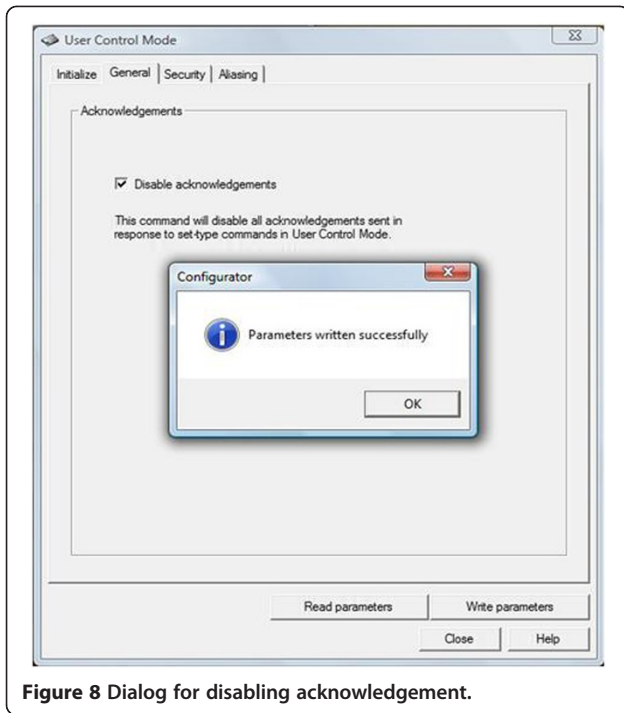 User Control Mode
Initialize General Security Aliasing
Acknowledgements
Disable acknowledgements
This command will disable all acknowledgements sent in
response to set-type commands in User Control Mode.
Configurator
Parameters written successfully
OK
Read parameters Write parameters
Close Help
Figure 8 Dialog for disabling acknowledgement.